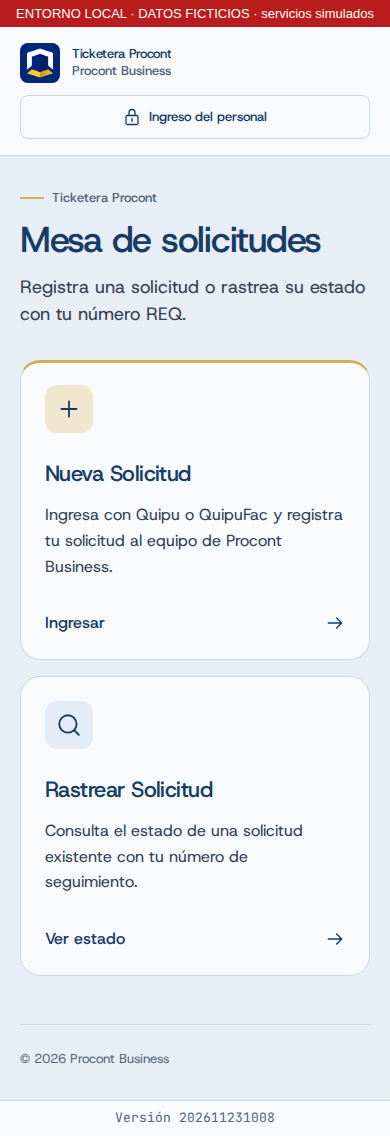 ENTORNO LOCAL · DATOS FICTICIOS · servicios simulados
Ticketera Procont
Procont Business
Ingreso del personal
Ticketera Procont
Mesa de solicitudes
Registra una solicitud o rastrea su estado
con tu número REQ.
Nueva Solicitud
Ingresa con Quipu o QuipuFac y registra
tu solicitud al equipo de Procont
Business.
Ingresar
Rastrear Solicitud
Consulta el estado de una solicitud
existente con tu número de
seguimiento.
Ver estado
© 2026 Procont Business
Versión 202611231008